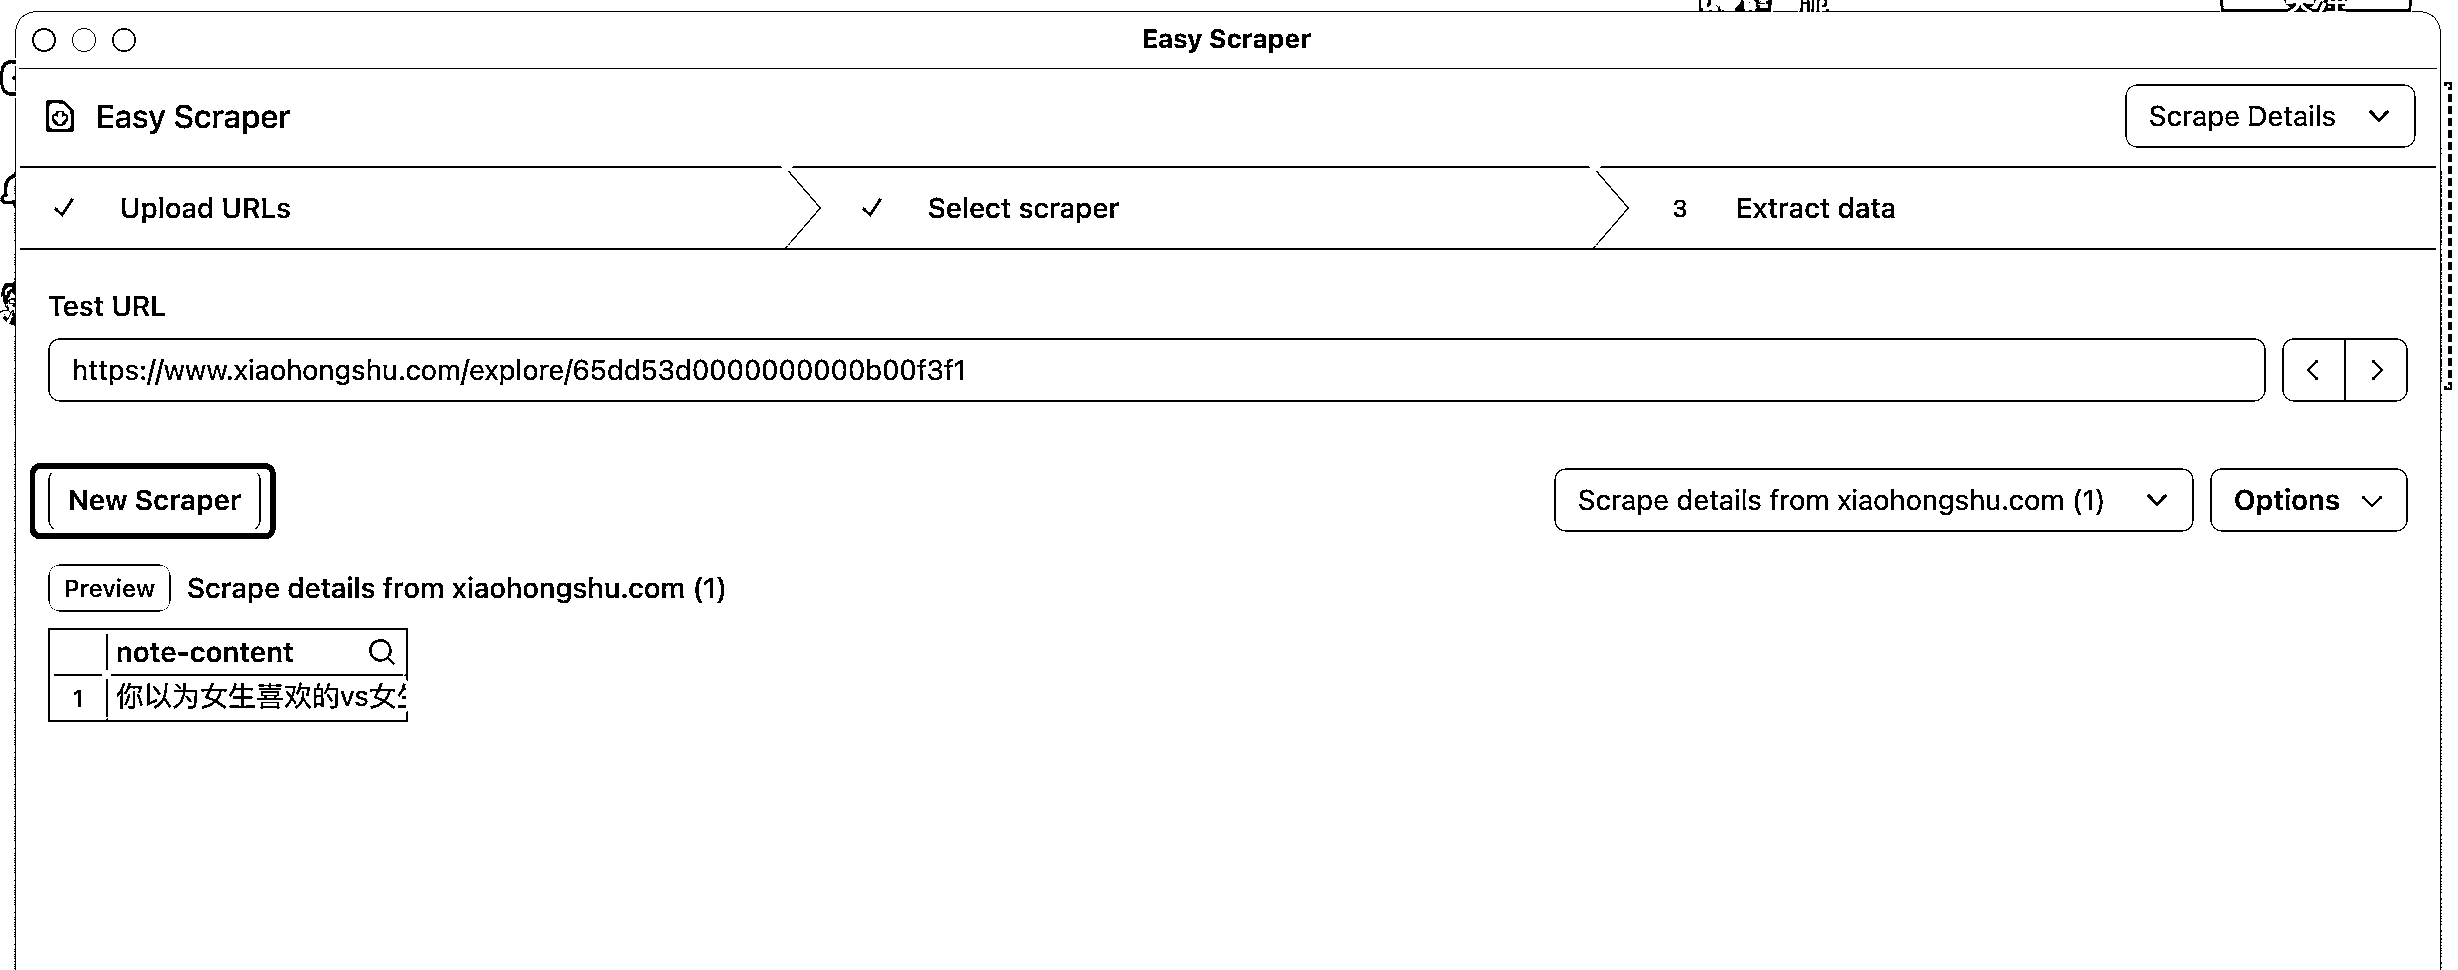 Easy Scraper
Easy Scraper
Scrape Details
Upload URLs
Select scraper
3 Extract data
Test URL
https://www.xiaohongshu.com/explore/65dd53d0000000000b00f3f1
New Scraper
Scrape details from xiaohongshu.com (1)
Options
Preview Scrape details from xiaohongshu.com (1)
note-content
1 你以为女生喜欢的vs女